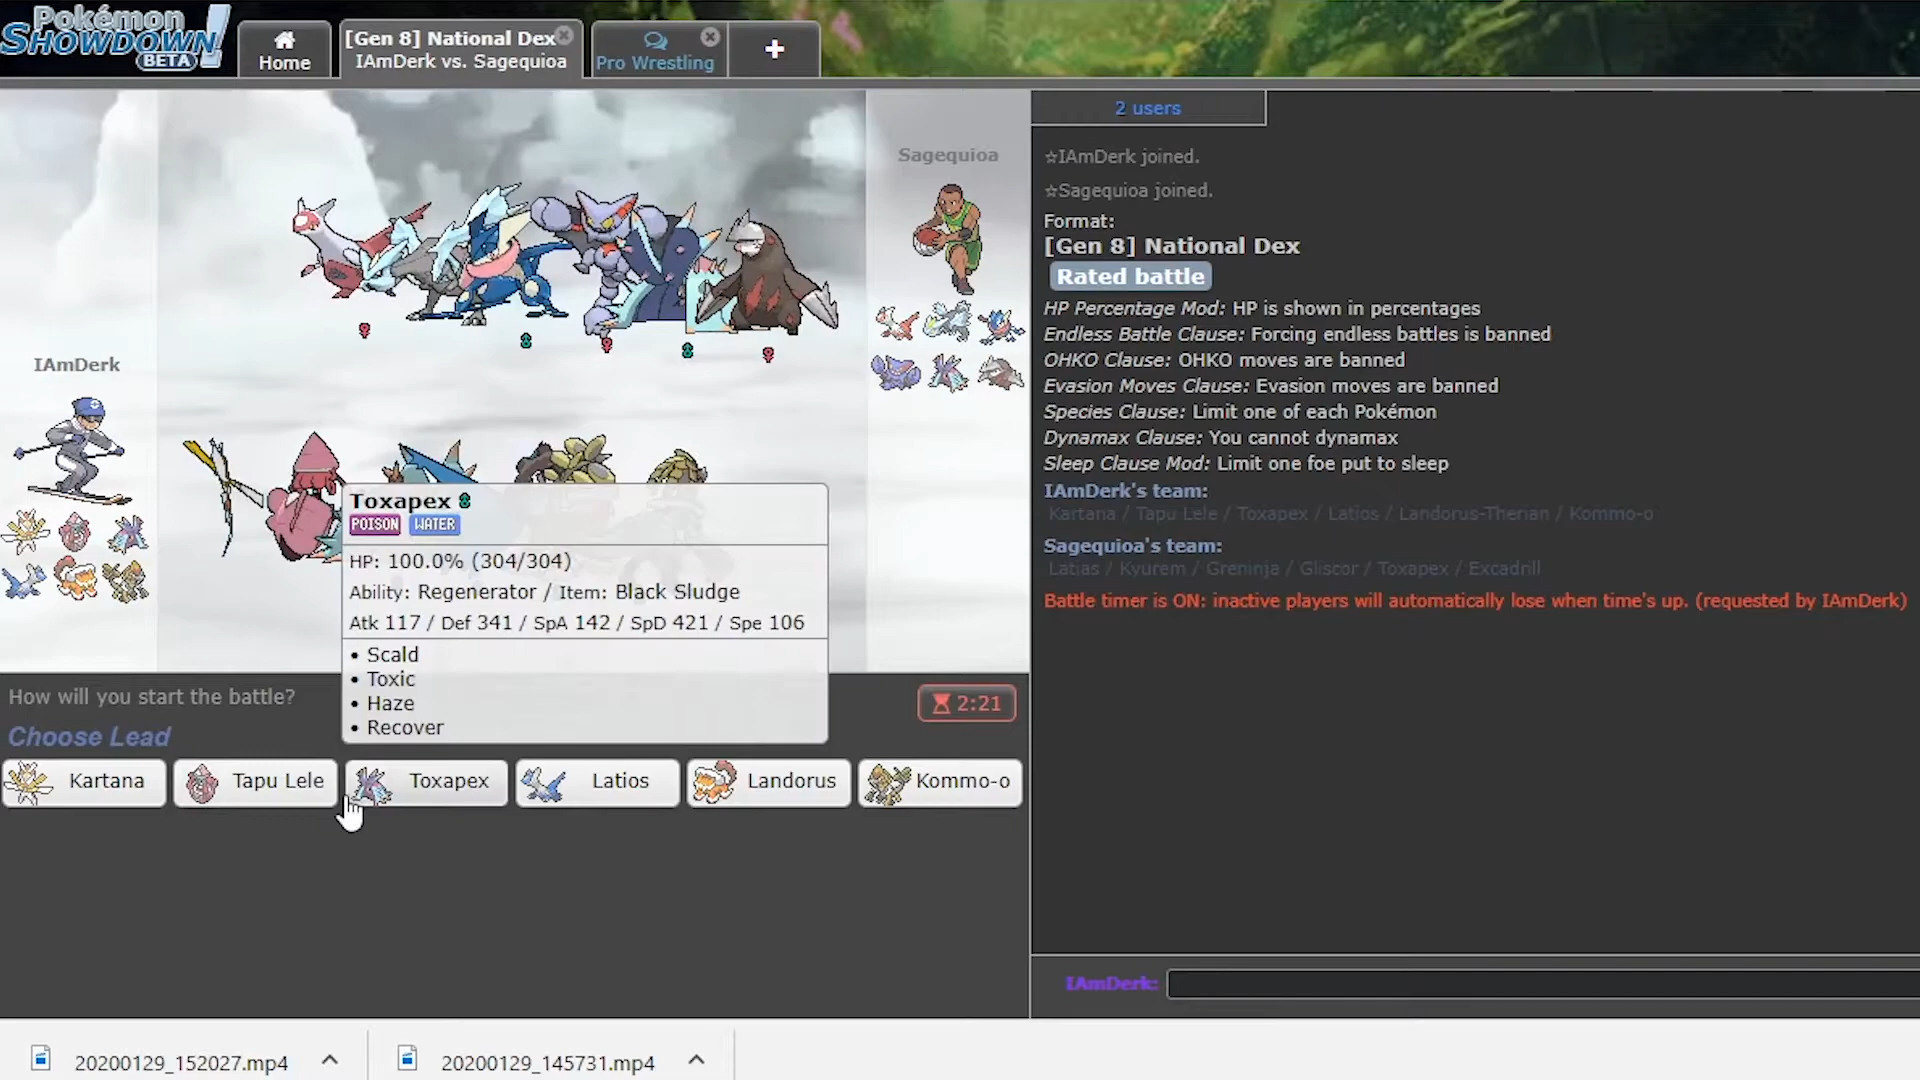 Pokémon
SHOWDOWN!
BETA
Home
[Gen 8] National Dex
IAmDerk vs. Sagequioa
Pro Wrestling
+
2 users
☆IAmDerk joined.
☆Sagequioa joined.
Format:
[Gen 8] National Dex
Rated battle
HP Percentage Mod: HP is shown in percentages
Endless Battle Clause: Forcing endless battles is banned
OHKO Clause: OHKO moves are banned
Evasion Moves Clause: Evasion moves are banned
Species Clause: Limit one of each Pokémon
Dynamax Clause: You cannot dynamax
Sleep Clause Mod: Limit one foe put to sleep
IAmDerk's team:
Kartana / Tapu Lele / Toxapex / Latios / Landorus-Therian / Kommo-o
Sagequioa's team:
Latias / Kyurem / Greninja / Gliscor / Toxapex / Excadrill
Battle timer is ON: inactive players will automatically lose when time's up. (requested by IAmDerk)
IAmDerk:
Sagequioa
IAmDerk
Toxapex
POISON WATER
HP: 100.0% (304/304)
Ability: Regenerator / Item: Black Sludge
Atk 117 / Def 341 / SpA 142 / SpD 421 / Spe 106
• Scald
• Toxic
• Haze
• Recover
How will you start the battle?
2:21
Choose Lead
Kartana
Tapu Lele
Toxapex
Latios
Landorus
Kommo-o
20200129_152027.mp4
20200129_145731.mp4